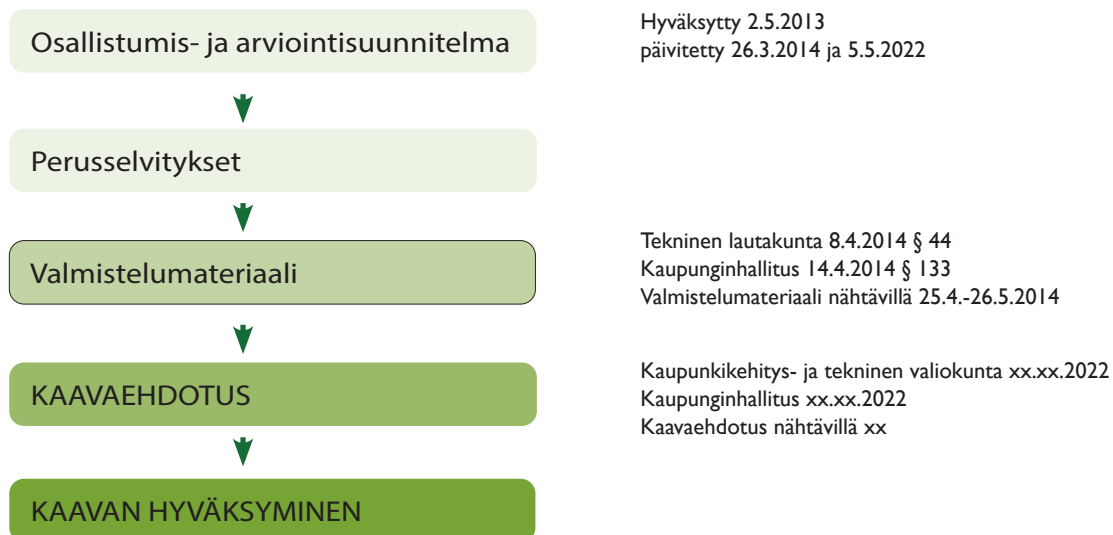 Osallistumis- ja arviointisuunnitelma
Hyväksytty 2.5.2013
päivitetty 26.3.2014 ja 5.5.2022
Perusselvitykset
Valmistelumateriaali
Tekninen lautakunta 8.4.2014 § 44
Kaupunginhallitus 14.4.2014 § 133
Valmistelumateriaali nähtävillä 25.4.-26.5.2014
KAAVAEHDOTUS
Kaupunkikehitys- ja tekninen valiokunta xx.xx.2022
Kaupunginhallitus xx.xx.2022
Kaavaehdotus nähtävillä xx
KAAVAN HYVÄKSYMINEN